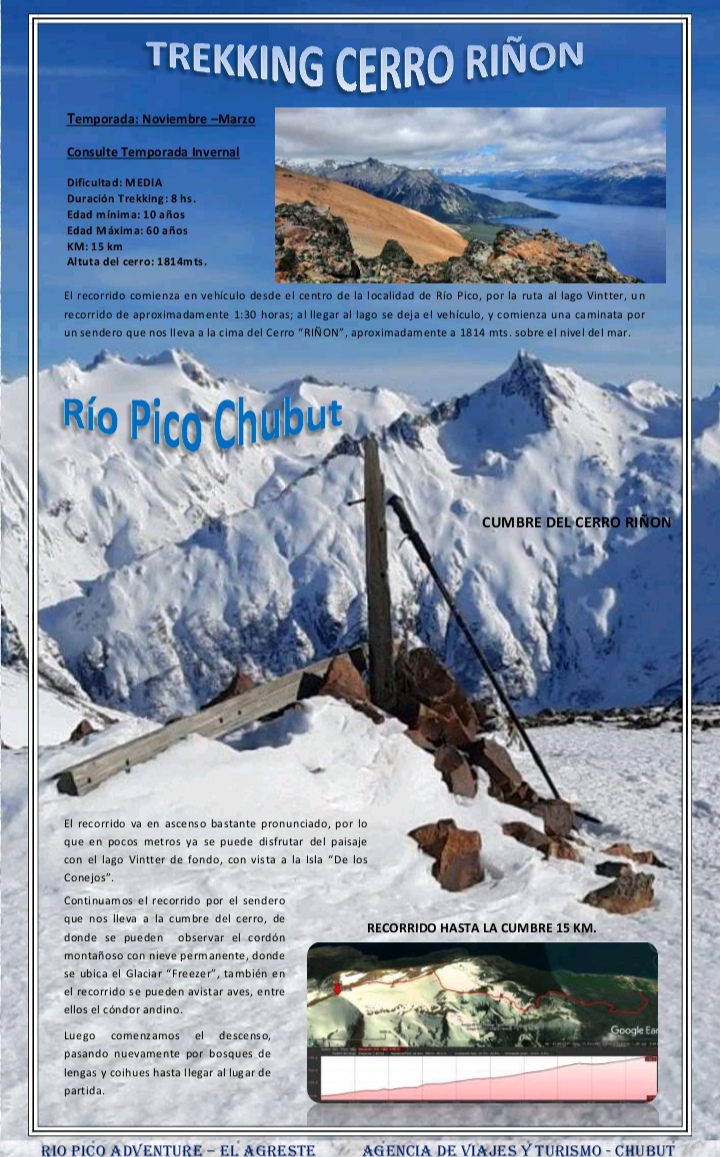 TREKKING CERRO RIÑON
Temporada: Noviembre –Marzo
Consulte Temporada Invernal
Dificultad: MEDIA
Duración Trekking: 8 hs.
Edad mínima: 10 años
Edad Máxima: 60 años
KM: 15 km
Altuta del cerro: 1814mts.
El recorrido comienza en vehículo desde el centro de la localidad de Río Pico, por la ruta al lago Vintter, un
recorrido de aproximadamente 1:30 horas; al llegar al lago se deja el vehículo, y comienza una caminata por
un sendero que nos lleva a la cima del Cerro “RIÑON”, aproximadamente a 1814 mts. sobre el nivel del mar.
Río Pico Chubut
CUMBRE DEL CERRO RIÑON
El recorrido va en ascenso bastante pronunciado, por lo
que en pocos metros ya se puede disfrutar del paisaje
con el lago Vintter de fondo, con vista a la Isla “De los
Conejos”.
Continuamos el recorrido por el sendero
que nos lleva a la cumbre del cerro, de
donde se pueden observar el cordón
montañoso con nieve permanente, donde
se ubica el Glaciar “Freezer”, también en
el recorrido se pueden avistar aves, entre
ellos el cóndor andino.
Luego comenzamos el descenso,
pasando nuevamente por bosques de
lengas y coihues hasta llegar al lugar de
partida.
RECORRIDO HASTA LA CUMBRE 15 KM.
Google Ear
RIO PICO ADVENTURE – EL AGRESTE AGENCIA DE VIAJES Y TURISMO - CHUBUT